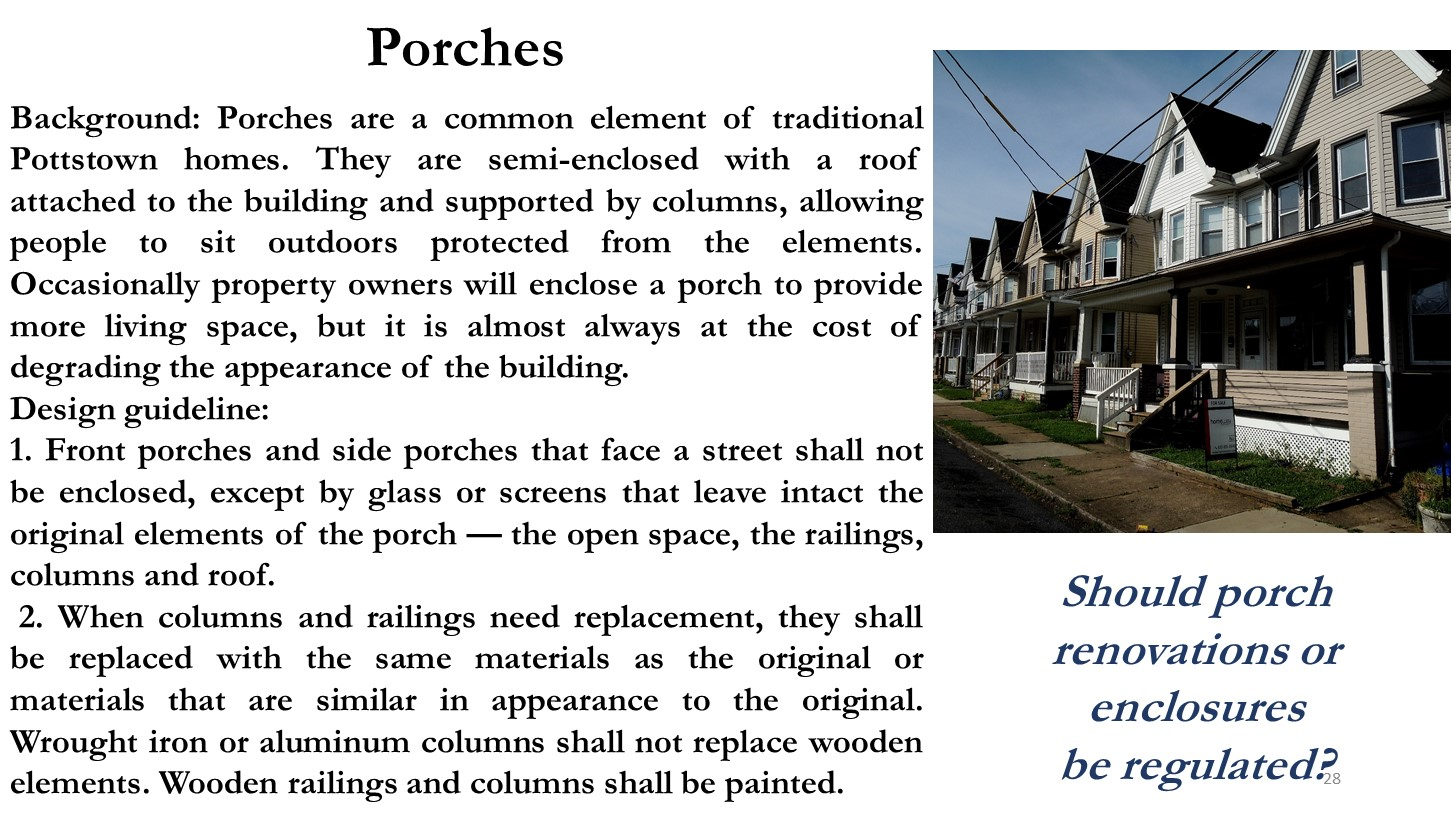 Porches
Background: Porches are a common element of traditional
Pottstown homes. They are semi-enclosed with a roof
attached to the building and supported by columns, allowing
people to sit outdoors protected from the elements.
Occasionally property owners will enclose a porch to provide
more living space, but it is almost always at the cost of
degrading the appearance of the building.
Design guideline:
1. Front porches and side porches that face a street shall not
be enclosed, except by glass or screens that leave intact the
original elements of the porch — the open space, the railings,
columns and roof.
2. When columns and railings need replacement, they shall
be replaced with the same materials as the original or
materials that are similar in appearance to the original.
Wrought iron or aluminum columns shall not replace wooden
elements. Wooden railings and columns shall be painted.
FOR SALE
Should porch
renovations or
enclosures
be regulated?
28